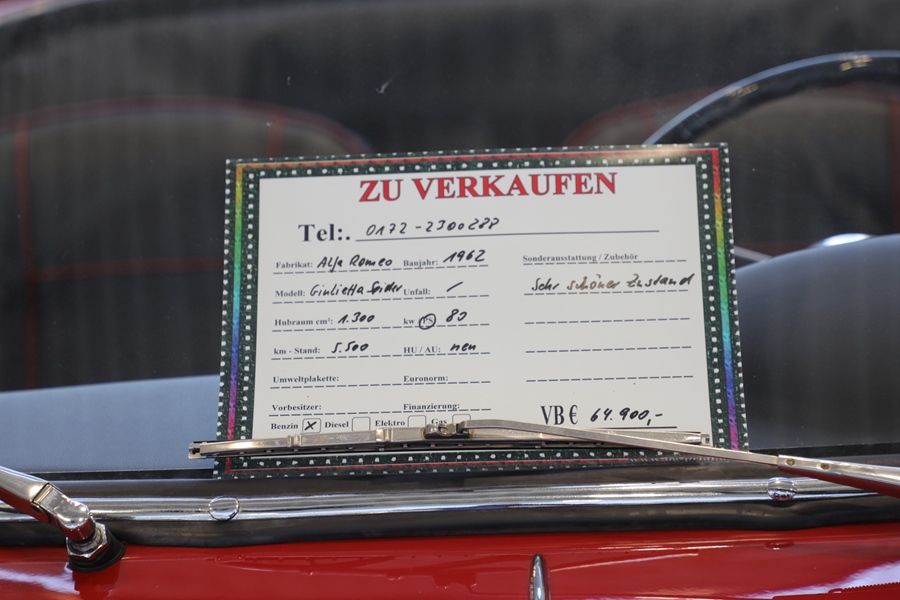 ZU VERKAUFEN
Tel:. 0172-2300288
Fabrikat: Alfa Romeo Baujahr: 1962 Sonderausstattung / Zubehör
Modell: Giulietta Spider Unfall: / Sehr schöner Zustand
Hubraum cm³: 1.300 kw PS 80
km - Stand: 5.500 HU / AU: neu
Umweltplakette: Euronorm:
Vorbesitzer: Finanzierung:
Benzin X Diesel Elektro Gas VB € 64.900,-